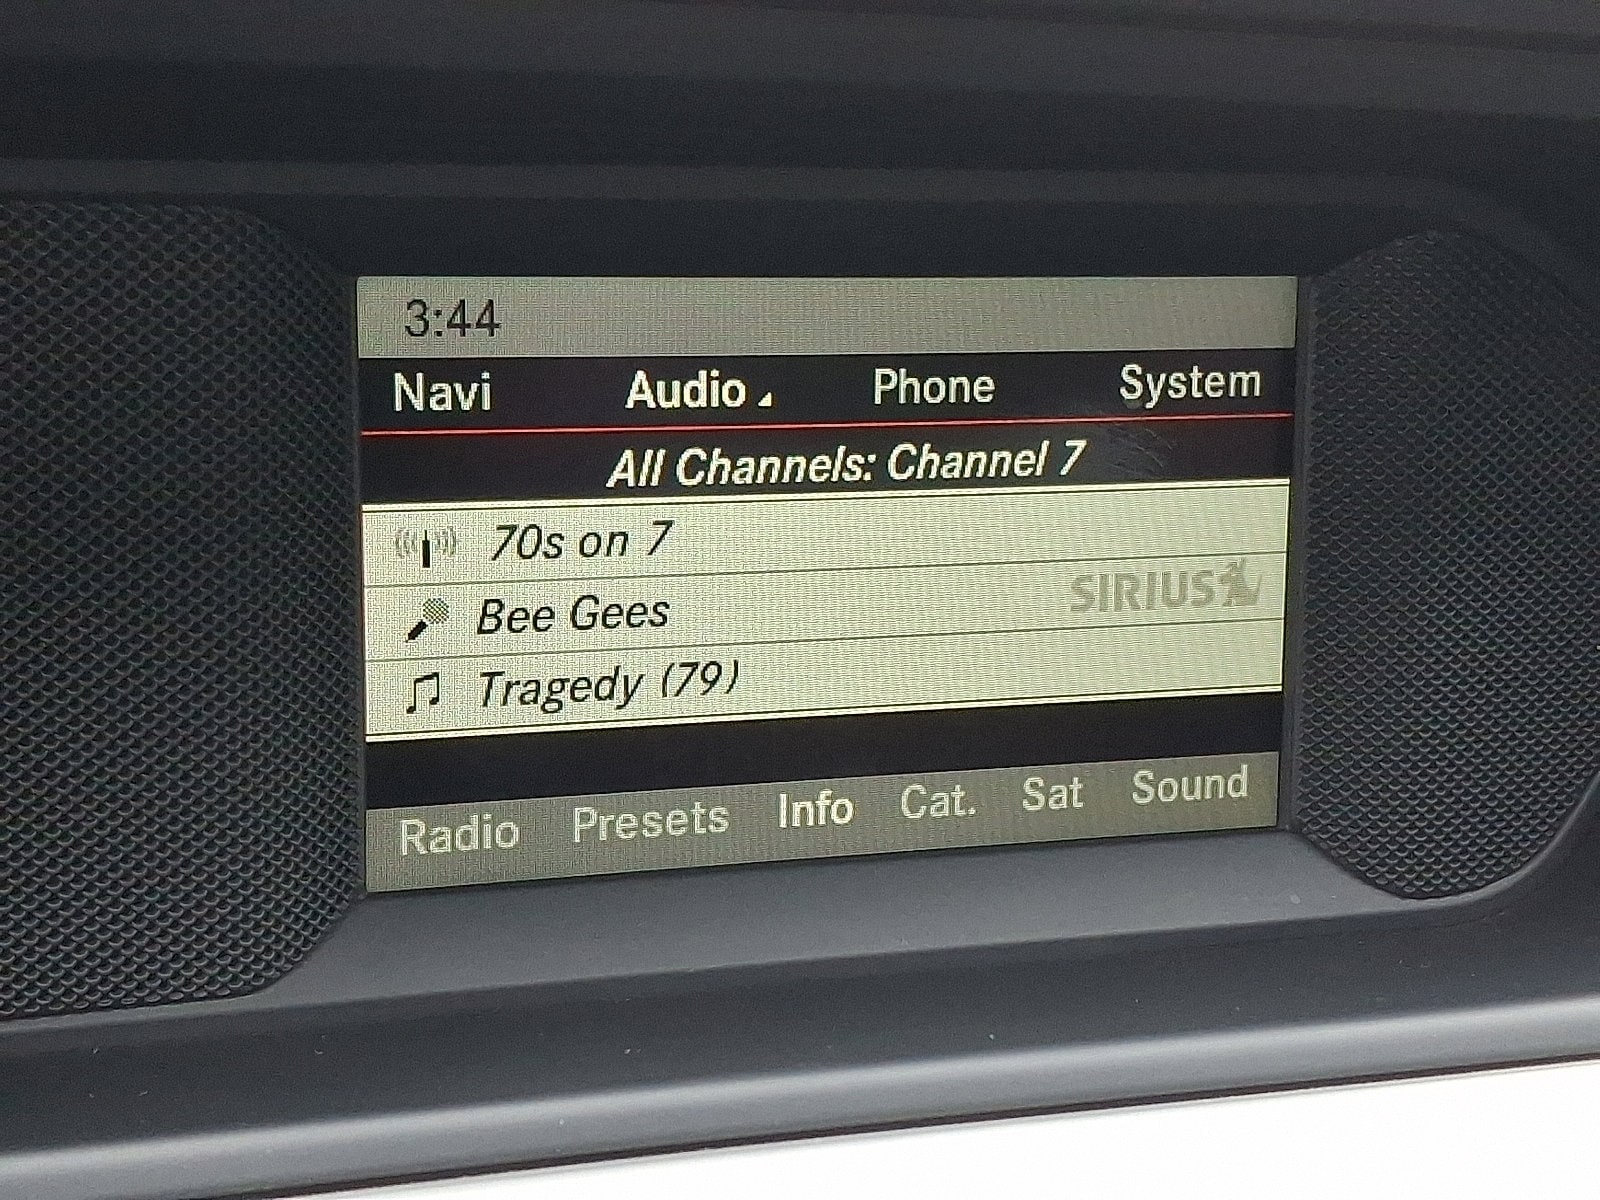 3:44
Navi Audio Phone System
All Channels: Channel 7
70s on 7
SIRIUS
Bee Gees
Tragedy (79)
Radio Presets Info Cat. Sat Sound